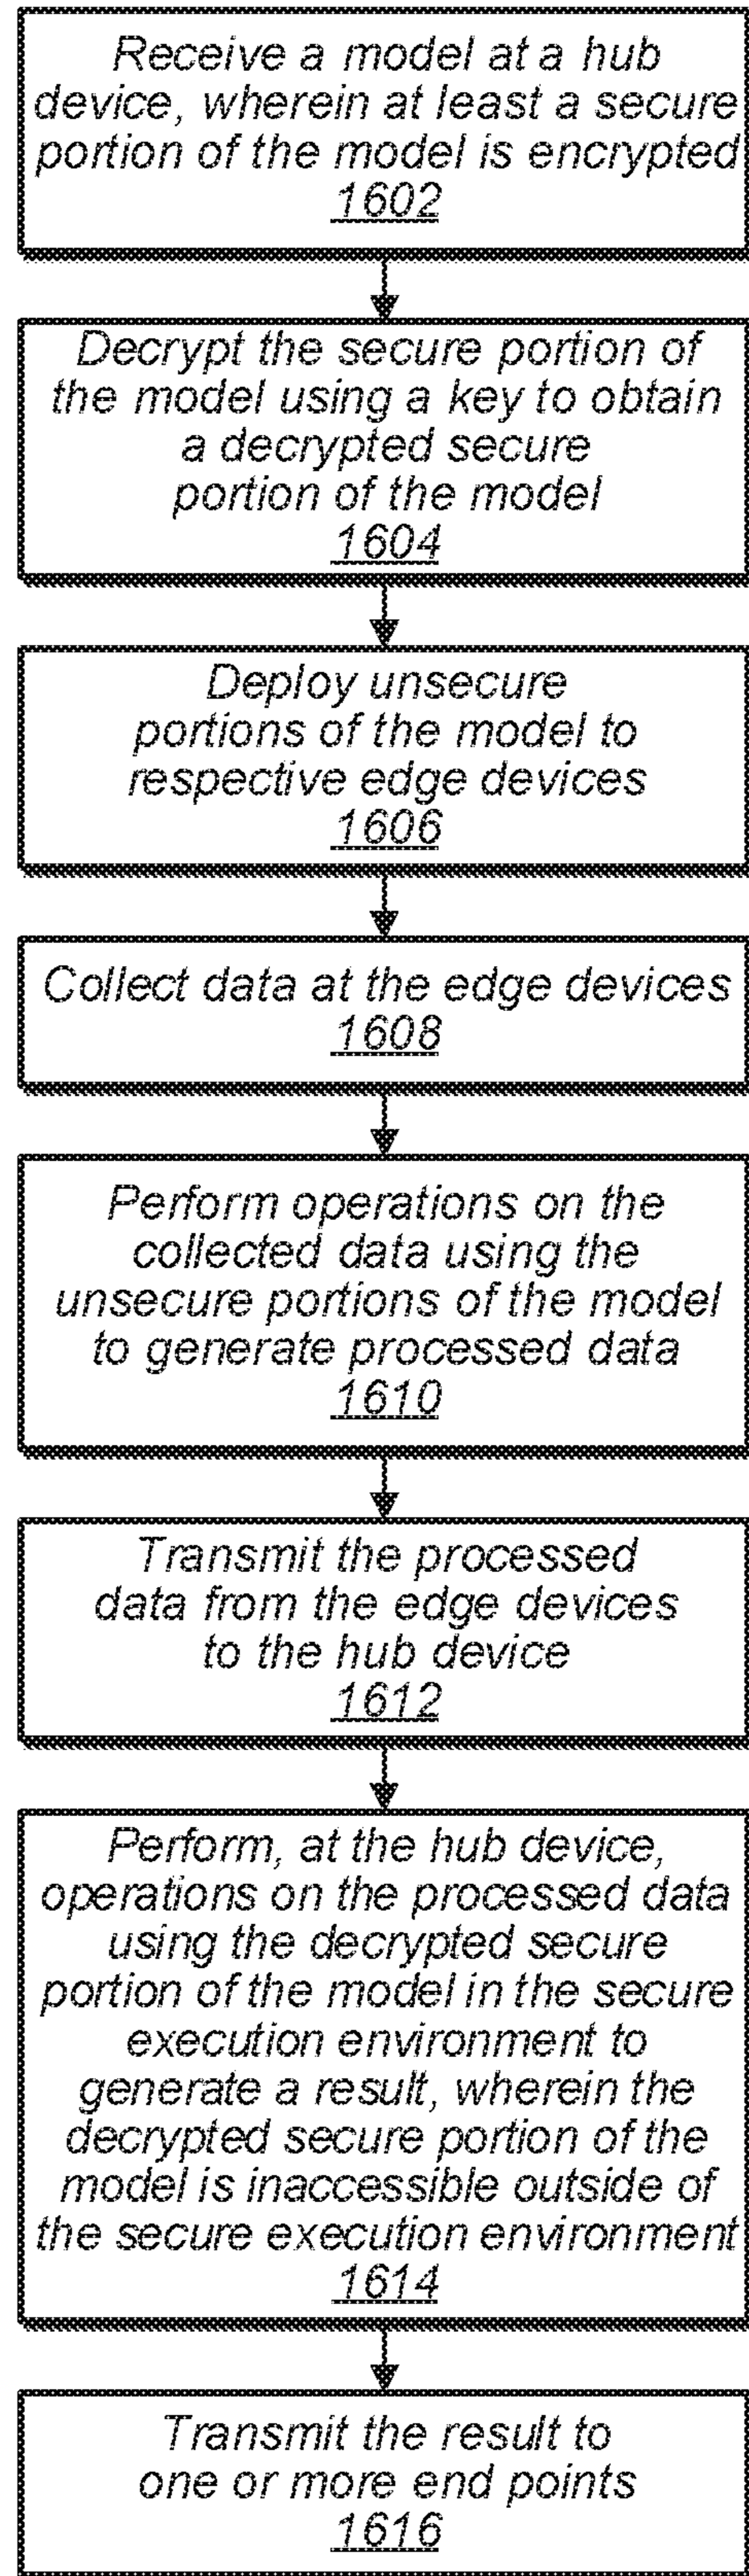 Receive a model at a hub
device, wherein at least a secure
portion of the model is encrypted
1602
Decrypt the secure portion of
the model using a key to obtain
a decrypted secure
portion of the model
1604
Deploy unsecure
portions of the model to
respective edge devices
1606
Collect data at the edge devices
1608
Perform operations on the
collected data using the
unsecure portions of the model
to generate processed data
1610
Transmit the processed
data from the edge devices
to the hub device
1612
Perform, at the hub device,
operations on the processed data
using the decrypted secure
portion of the model in the secure
execution environment to
generate a result, wherein the
decrypted secure portion of the
model is inaccessible outside of
the secure execution environment
1614
Transmit the result to
one or more end points
1616